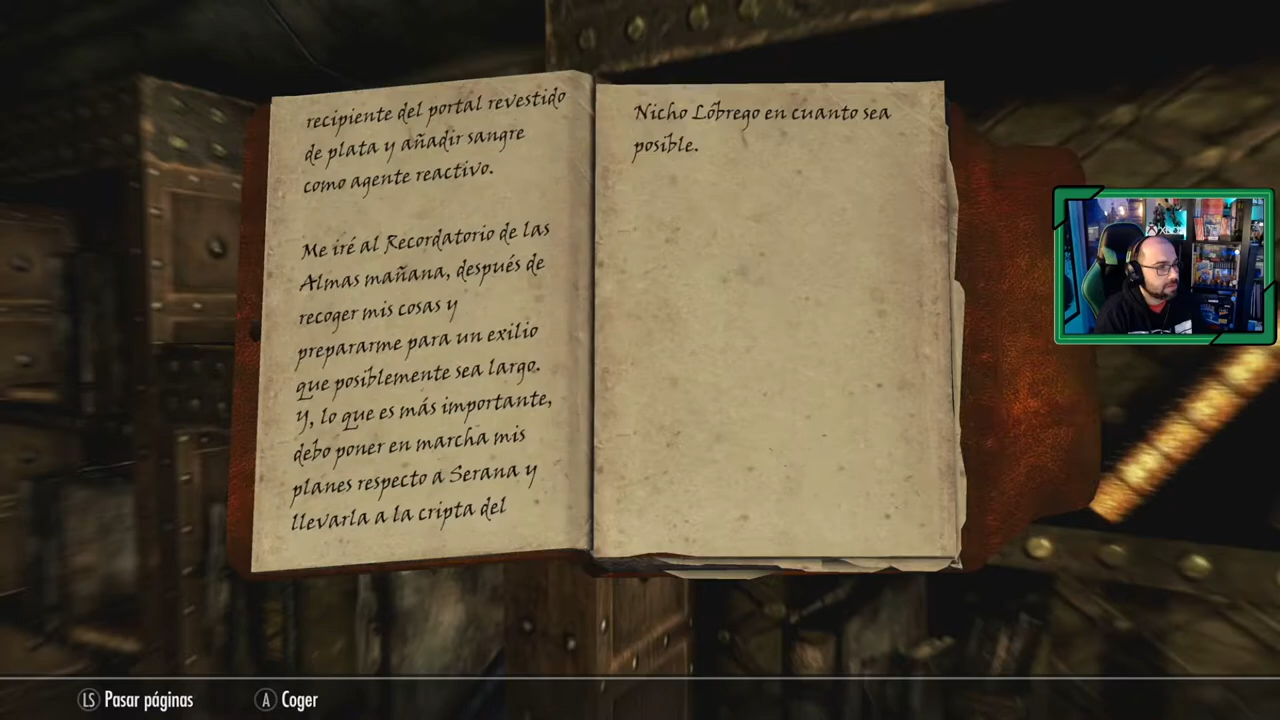 recipiente del portal revestido
de plata y añadir sangre
como agente reactivo.
Me iré al Recordatorio de las
Almas mañana, después de
recoger mis cosas y
prepararme para un exilio
que posiblemente sea largo.
Y, lo que es más importante,
debo poner en marcha mis
planes respecto a Serana y
llevarla a la cripta del
Nicho Lóbrego en cuanto sea
posible.
XBOX
LS Pasar páginas
A Coger